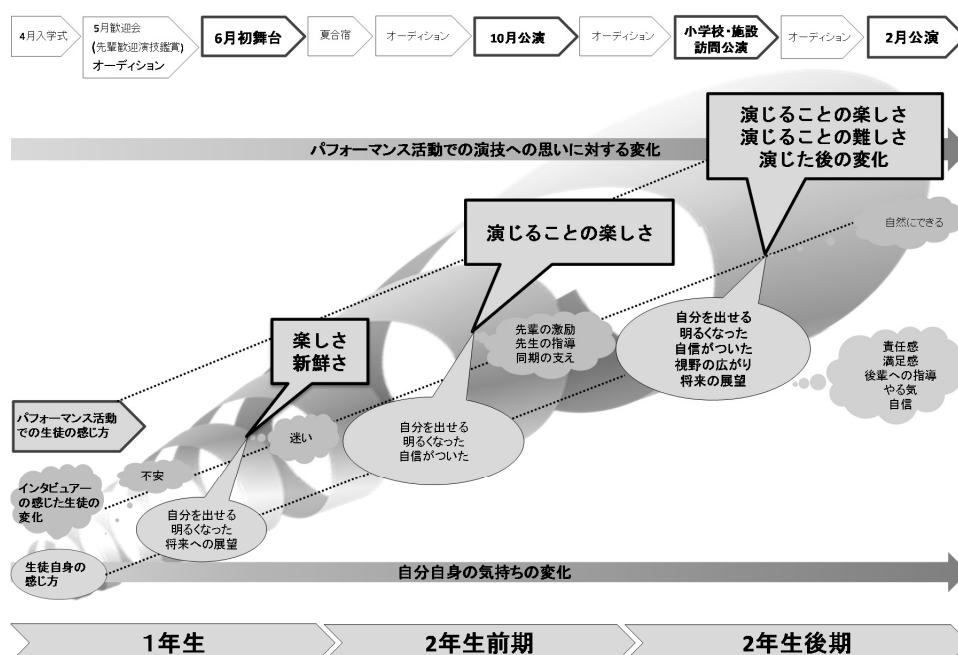 4月入学式
5月歓迎会
(先輩歓迎演技鑑賞)
オーディション
6月初舞台
夏合宿
オーディション
10月公演
オーディション
小学校・施設
訪問公演
オーディション
2月公演
パフォーマンス活動での演技への思いに対する変化
演じることの楽しさ
演じることの難しさ
演じた後の変化
演じることの楽しさ
自然にできる
楽しさ
新鮮さ
先輩の激励
先生の指導
同期の支え
自分を出せる
明るくなった
自信がついた
視野の広がり
将来の展望
責任感
満足感
後輩への指導
やる気
自信
パフォーマンス活動
での生徒の感じ方
迷い
自分を出せる
明るくなった
自信がついた
インタビュアー
の感じた生徒の
変化
不安
自分を出せる
明るくなった
将来への展望
生徒自身の
感じ方
自分自身の気持ちの変化
1年生
2年生前期
2年生後期